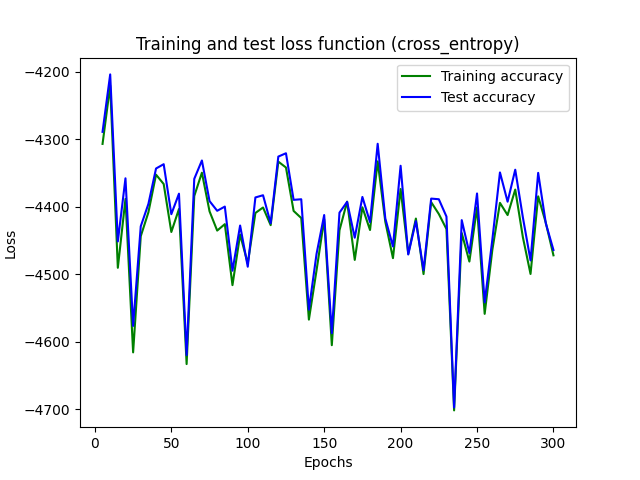 Training and test loss function (cross_entropy)
Training accuracy
Test accuracy
−4200
−4300
−4400
−4500
−4600
−4700
Loss
0
50
100
150
200
250
300
Epochs